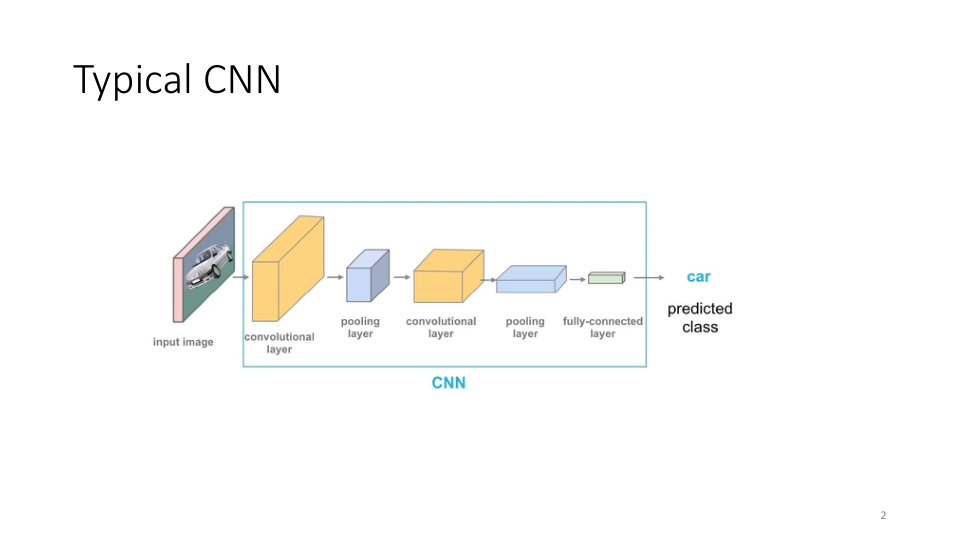 Typical CNN
input image
convolutional
layer
pooling
layer
convolutional
layer
pooling
layer
fully-connected
layer
car
predicted
class
CNN
2